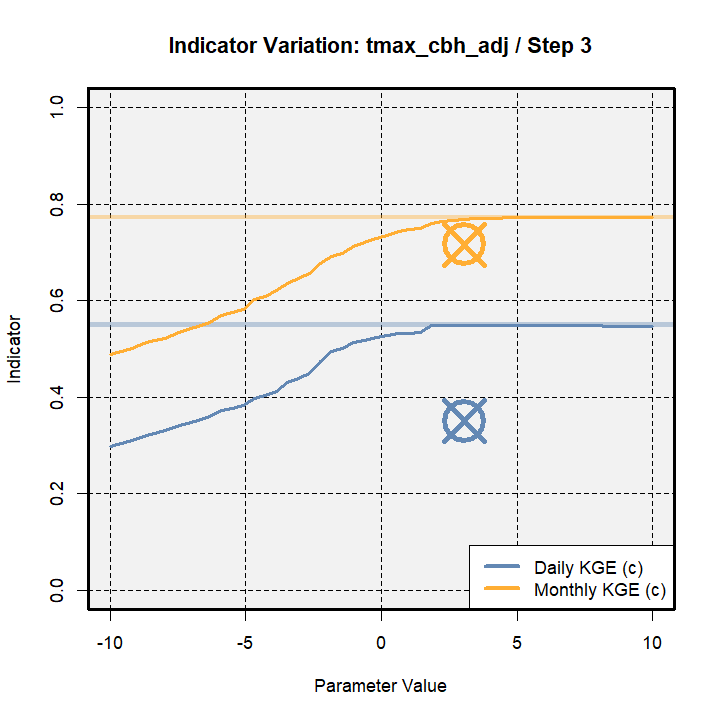 Indicator Variation: tmax_cbh_adj / Step 3
Indicator
1.0
0.8
0.6
0.4
0.2
0.0
Daily KGE (c)
Monthly KGE (c)
-10
-5
0
5
10
Parameter Value